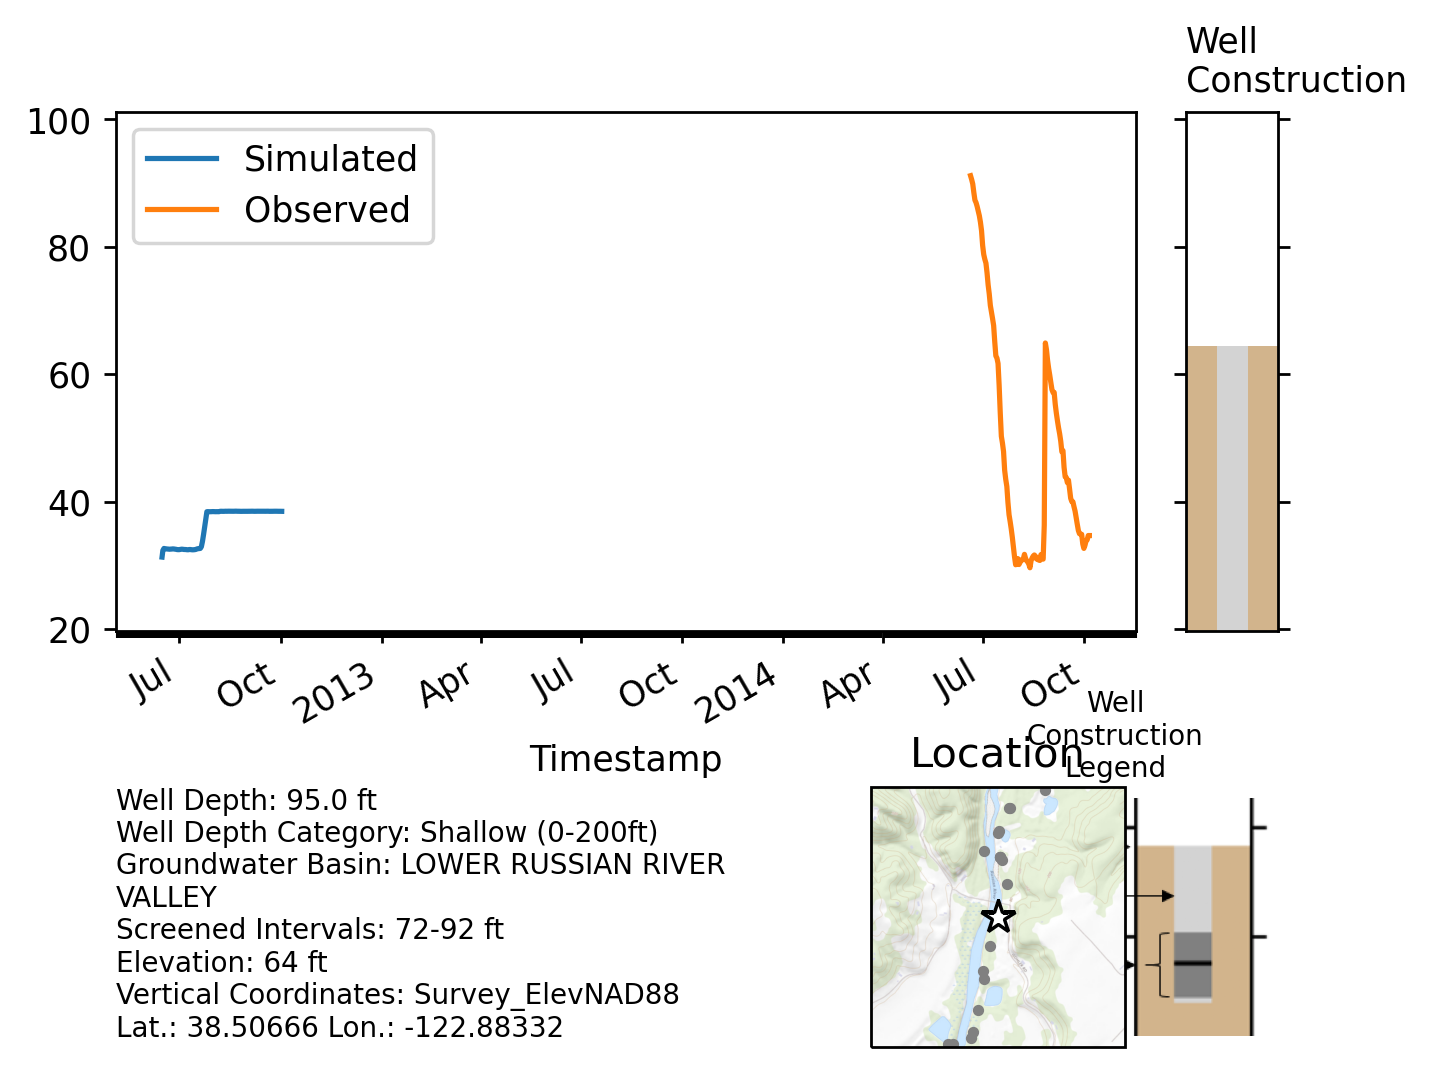 Well
Construction
100
80
60
40
20
Simulated
Observed
Jul
Oct
2013
Apr
Jul
Oct
2014
Apr
Jul
Oct
Timestamp
Location
Well
Construction
Legend
Well Depth: 95.0 ft
Well Depth Category: Shallow (0-200ft)
Groundwater Basin: LOWER RUSSIAN RIVER
VALLEY
Screened Intervals: 72-92 ft
Elevation: 64 ft
Vertical Coordinates: Survey_ElevNAD88
Lat.: 38.50666 Lon.: -122.88332